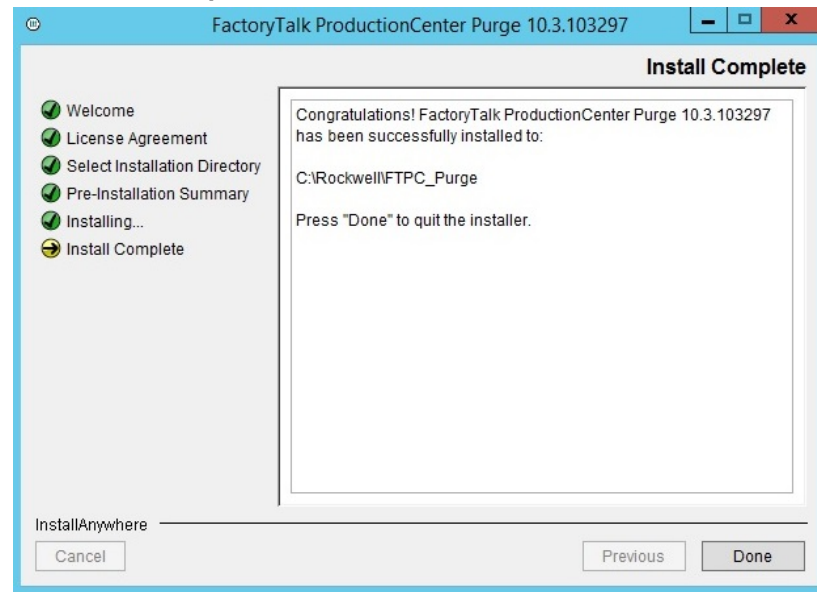 FactoryTalk ProductionCenter Purge 10.3.103297
Install Complete
Welcome
License Agreement
Select Installation Directory
Pre-Installation Summary
Installing...
Install Complete
Congratulations! FactoryTalk ProductionCenter Purge 10.3.103297
has been successfully installed to:
C:\Rockwell\FTPC_Purge
Press "Done" to quit the installer.
InstallAnywhere
Cancel
Previous
Done